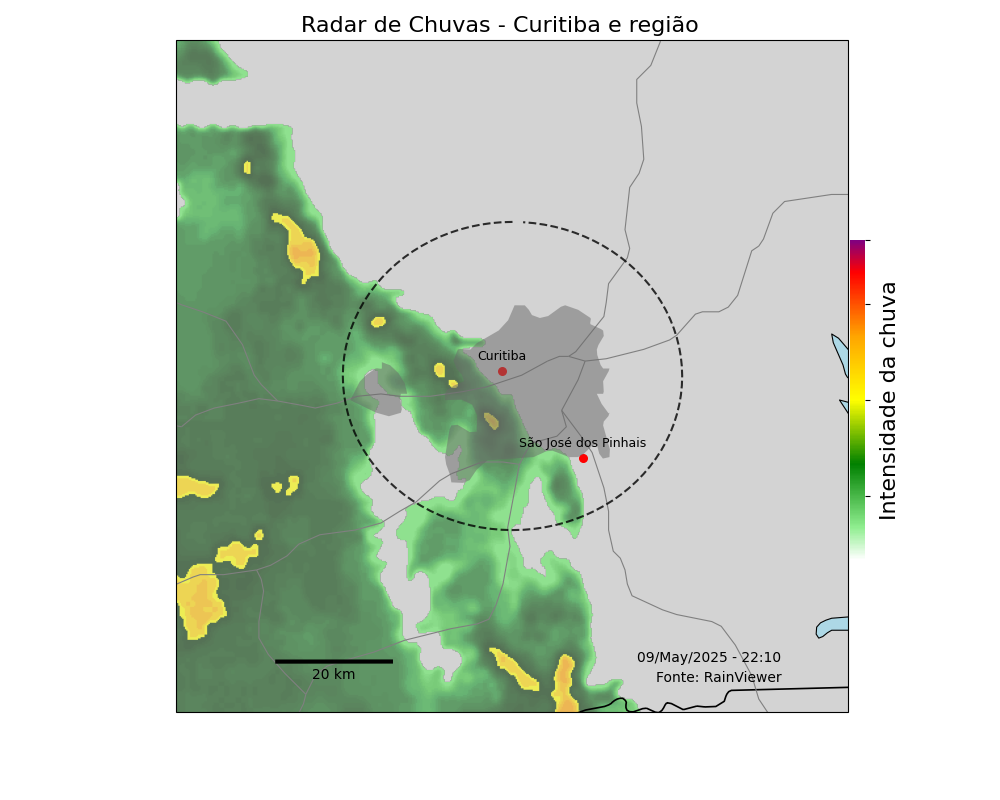 Radar de Chuvas - Curitiba e região
Curitiba
São José dos Pinhais
Intensidade da chuva
09/May/2025 - 22:10
Fonte: RainViewer
20 km